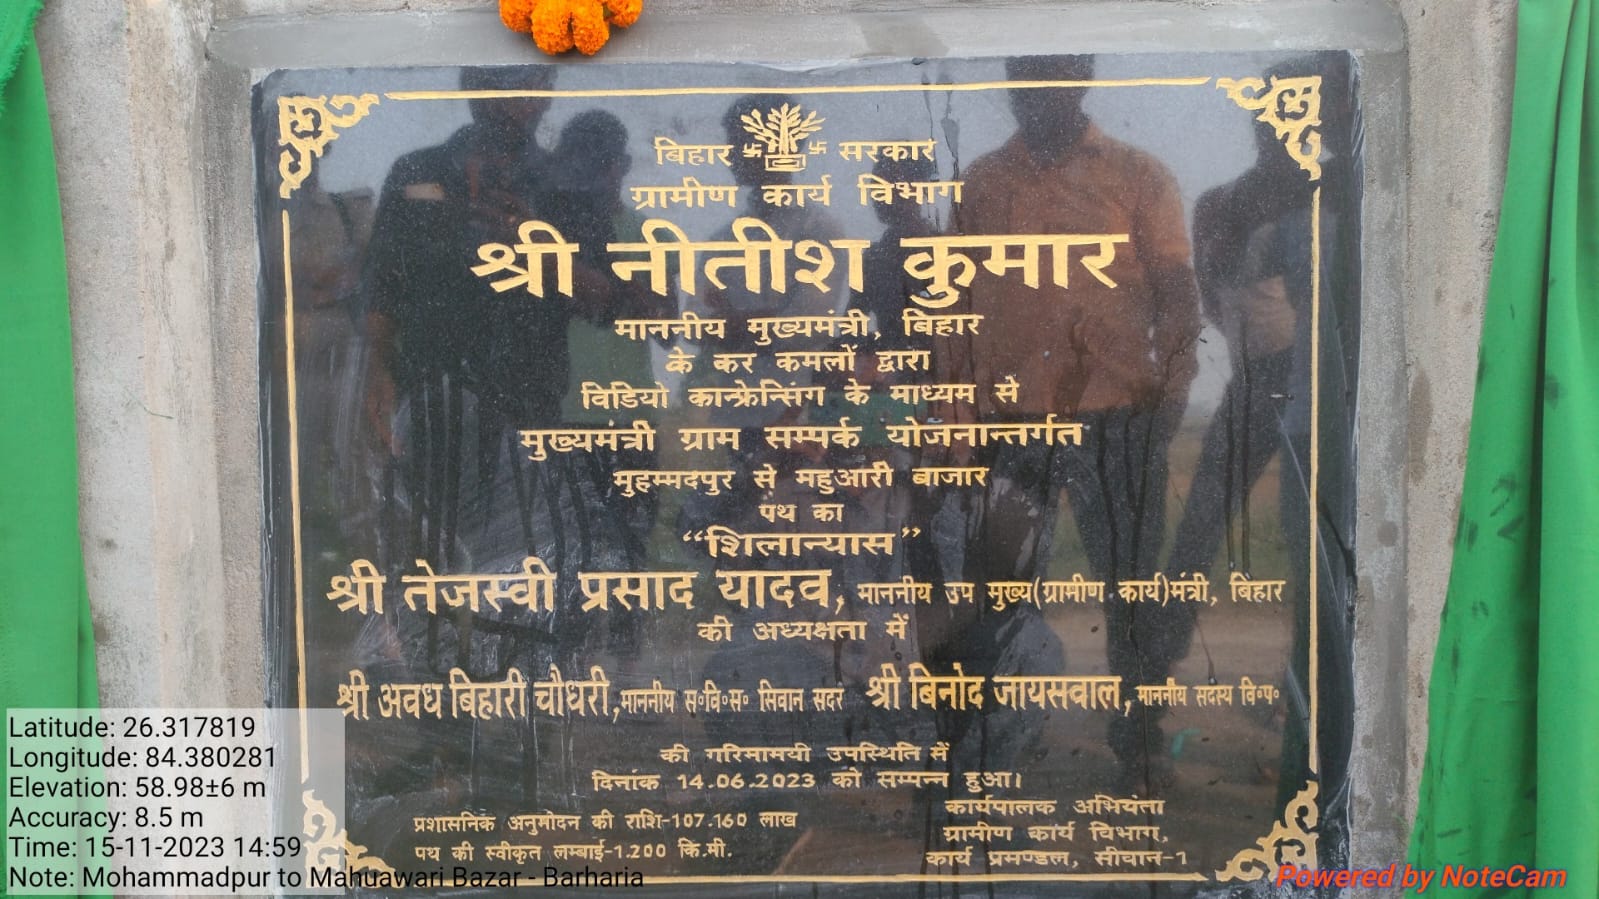 बिहार सरकार
ग्रामीण कार्य विभाग
श्री नीतीश कुमार
माननीय मुख्यमंत्री, बिहार
के कर कमलों द्वारा
विडियो कान्फ्रेन्सिंग के माध्यम से
मुख्यमंत्री ग्राम सम्पर्क योजनान्तर्गत
मुहम्मदपुर से महुआरी बाजार
पंथ का
“शिलान्यास”
श्री तेजस्वी प्रसाद यादव, माननीय उप मुख्य(ग्रामीण कार्य)मंत्री, बिहार
की अध्यक्षता में
श्री अवध बिहारी चौधरी, माननीय स०वि०स० सिवान सदर श्री बिनोद जायसवाल, माननीय सदस्य वि०प०
की गरिमामयी उपस्थिति में
दिनांक 14.06.2023 को सम्पन्न हुआ।
प्रशासनिक अनुमोदन की राशि-107.160 लाख
पथ की स्वीकृत लम्बाई-1.200 कि.मी.
कार्यपालक अभियंता
ग्रामीण कार्य विभाग,
कार्य प्रमण्डल, सीवान-1
Latitude: 26.317819
Longitude: 84.380281
Elevation: 58.98±6 m
Accuracy: 8.5 m
Time: 15-11-2023 14:59
Note: Mohammadpur to Mahuawari Bazar - Barharia
Powered by NoteCam